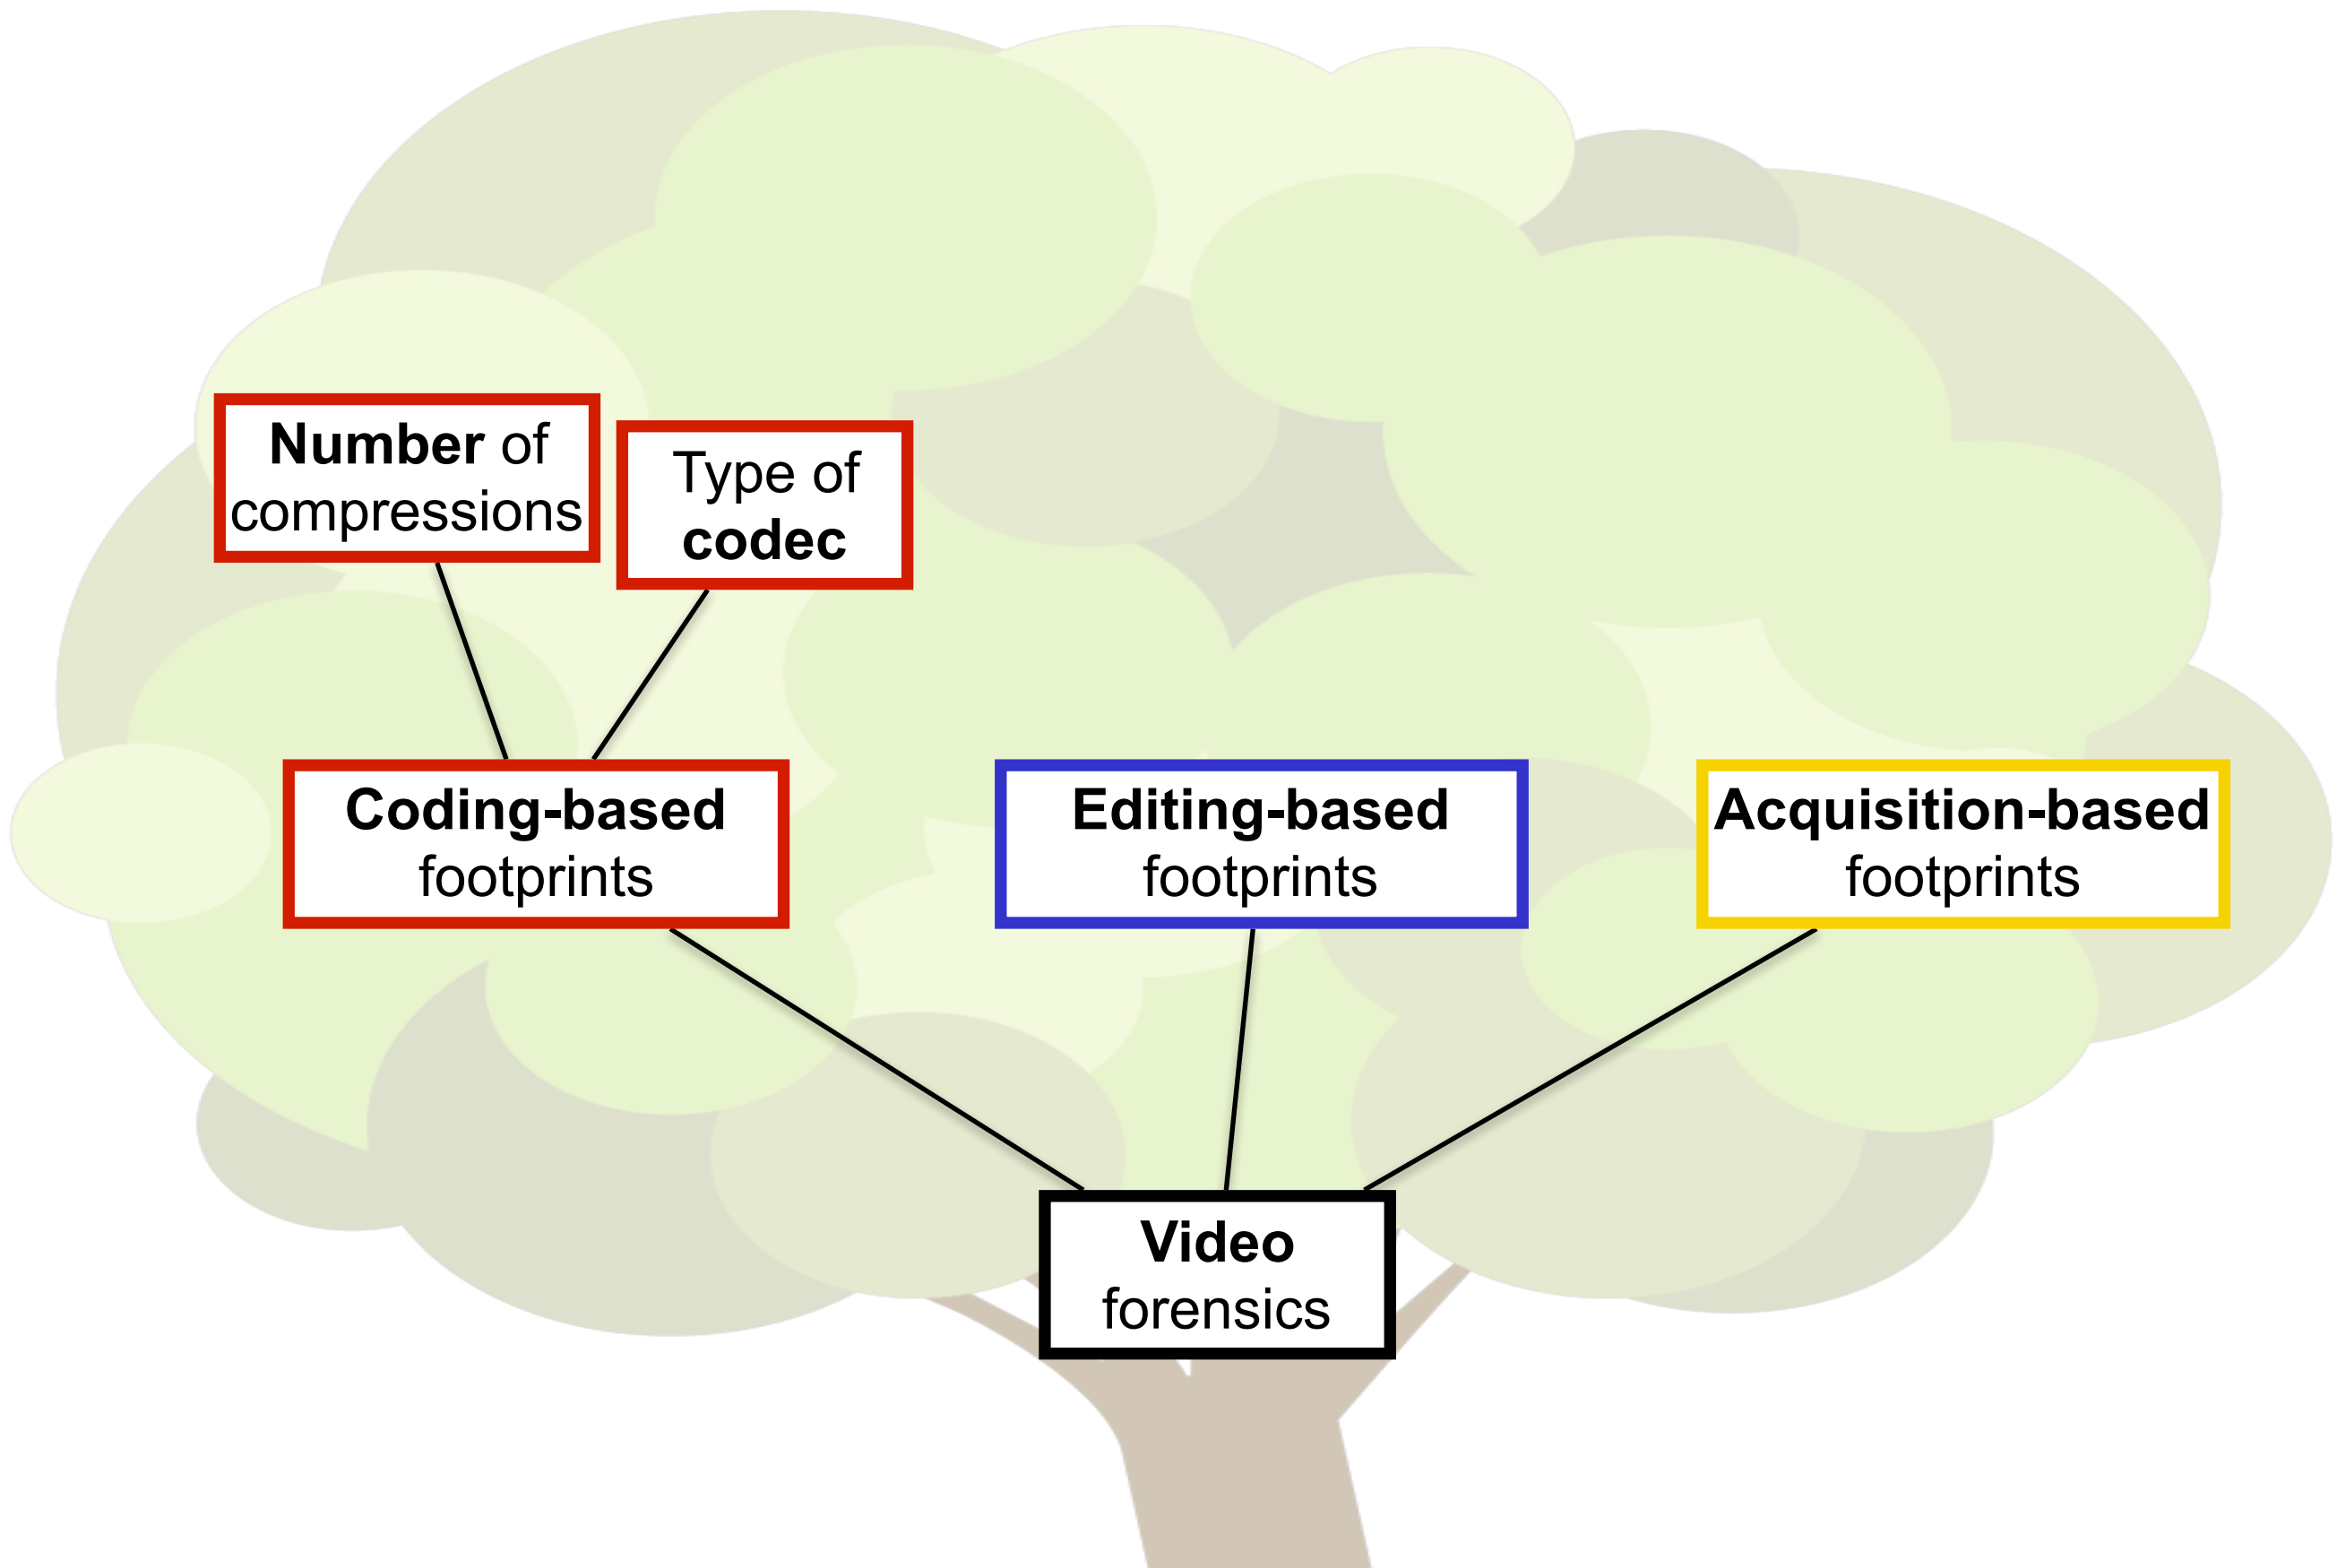 Number of
compressions
Type of
codec
Coding-based
footprints
Editing-based
footprints
Acquisition-based
footprints
Video
forensics